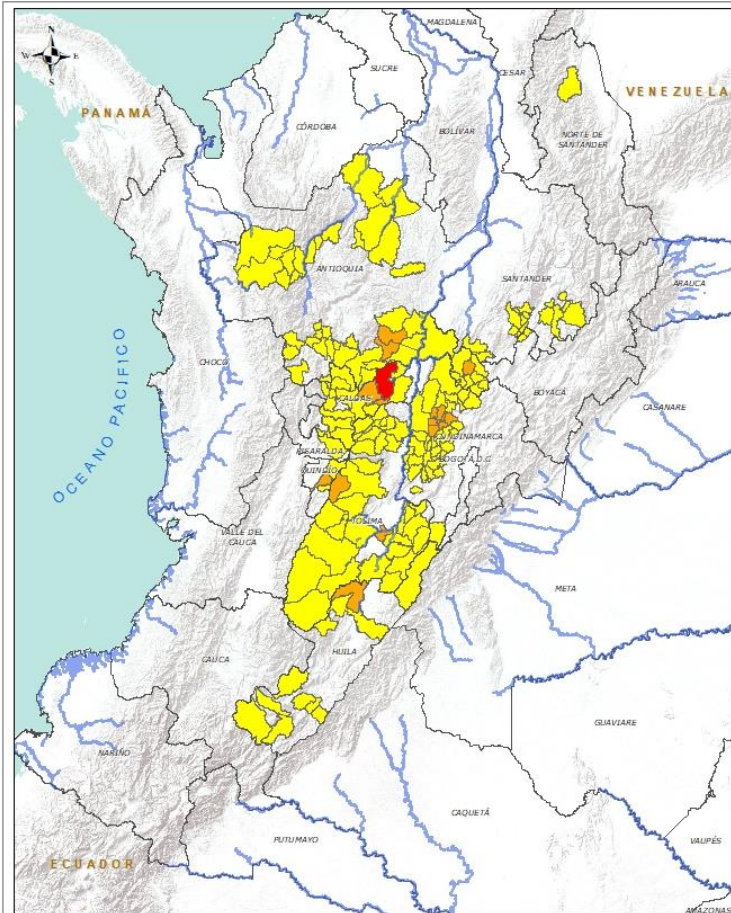 N
W
E
S
MAGDALENA
SUCRE
CESAR
VENEZUELA
PANAMÁ
CÓRDOBA
BOLÍVAR
NORTE DE
SANTANDER
ANTIOQUIA
SANTANDER
ARAUCA
CHOCÓ
BOYACÁ
CALDAS
CASANARE
OCEANO PACIFICO
CUNDINAMARCA
RISARALDA
BOGOTÁ D.C.
QUINDIO
TOLIMA
VALLE DEL
CAUCA
META
HUILA
CAUCA
GUAVIARE
NARIÑO
CAQUETÁ
PUTUMAYO
VAUPÉS
ECUADOR
AMAZONAS